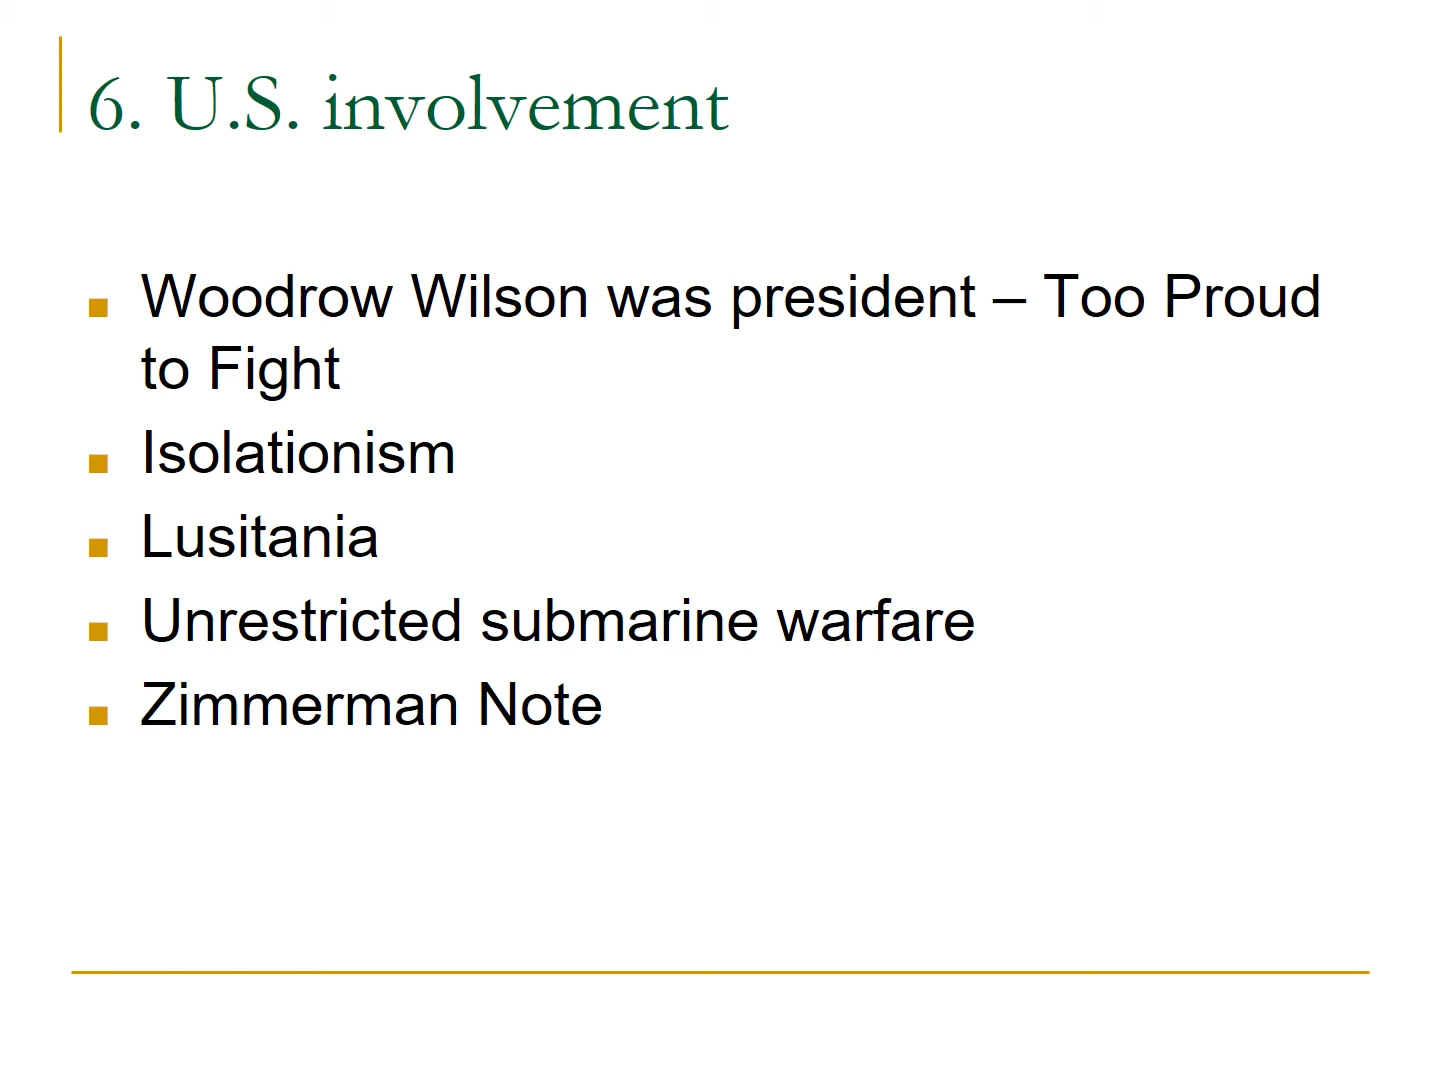 6. U.S. involvement
■ Woodrow Wilson was president – Too Proud
to Fight
■ Isolationism
■ Lusitania
■ Unrestricted submarine warfare
■ Zimmerman Note